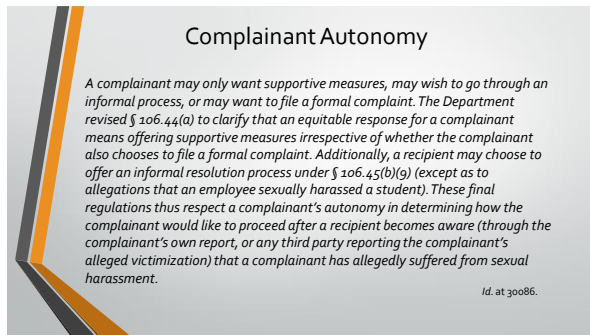 Complainant Autonomy
A complainant may only want supportive measures, may wish to go through an
informal process, or may want to file a formal complaint. The Department
revised § 106.44(a) to clarify that an equitable response for a complainant
means offering supportive measures irrespective of whether the complainant
also chooses to file a formal complaint. Additionally, a recipient may choose to
offer an informal resolution process under § 106.45(b)(9) (except as to
allegations that an employee sexually harassed a student). These final
regulations thus respect a complainant's autonomy in determining how the
complainant would like to proceed after a recipient becomes aware (through the
complainant's own report, or any third party reporting the complainant's
alleged victimization) that a complainant has allegedly suffered from sexual
harassment.
Id. at 30086.